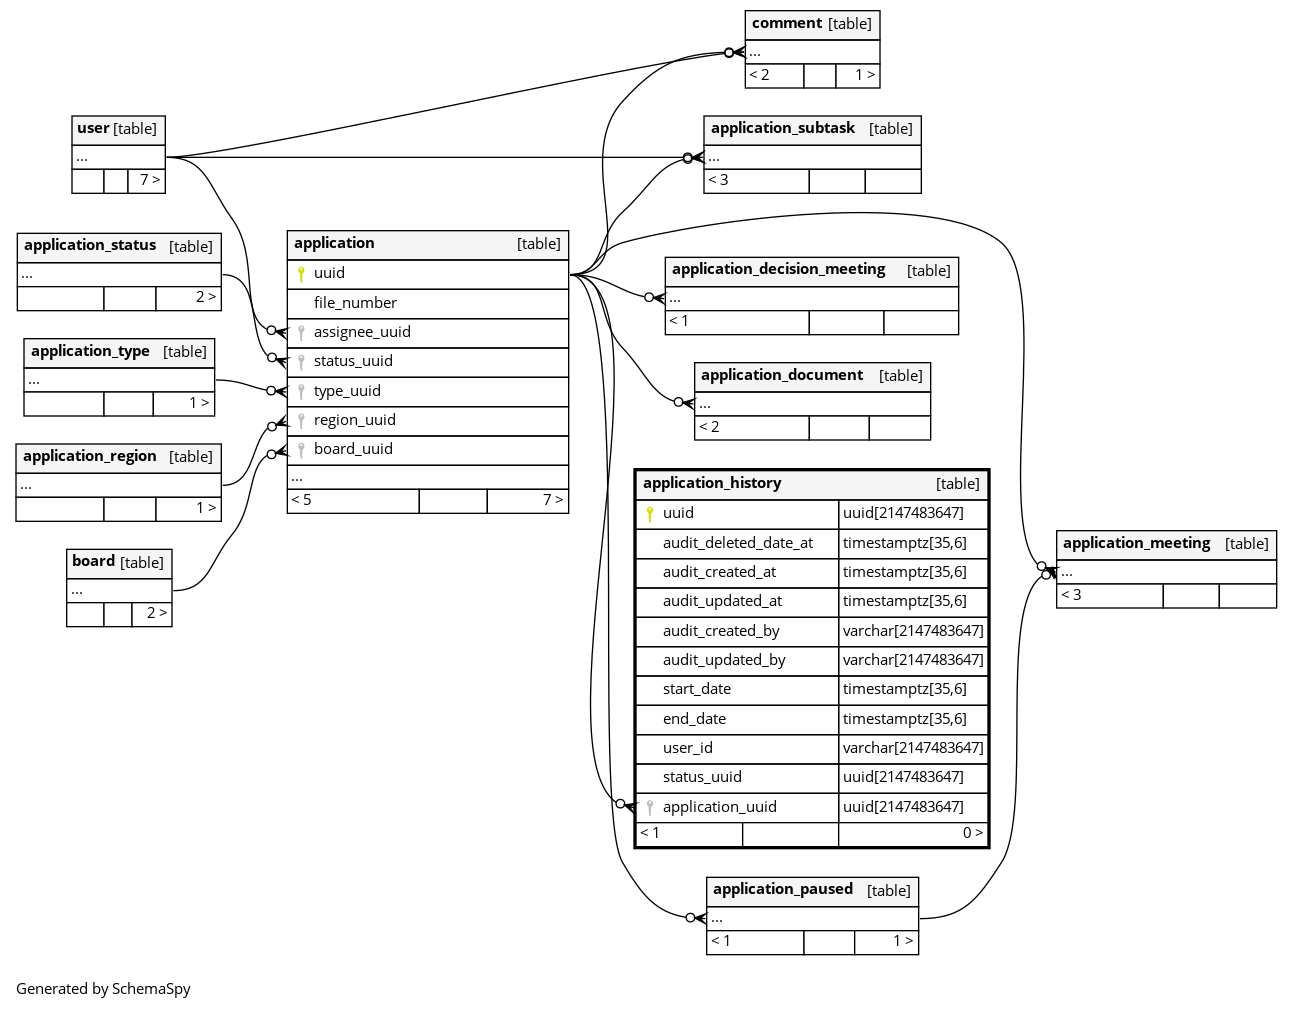 comment [table]
...
< 2 1 >
user [table]
...
7 >
application_subtask [table]
...
< 3
application_status [table]
...
2 >
application_type [table]
...
1 >
application_region [table]
...
1 >
board [table]
...
2 >
application [table]
uuid
file_number
assignee_uuid
status_uuid
type_uuid
region_uuid
board_uuid
...
< 5 7 >
application_decision_meeting [table]
...
< 1
application_document [table]
...
< 2
application_history [table]
uuid uuid[2147483647]
audit_deleted_date_at timestamptz[35,6]
audit_created_at timestamptz[35,6]
audit_updated_at timestamptz[35,6]
audit_created_by varchar[2147483647]
audit_updated_by varchar[2147483647]
start_date timestamptz[35,6]
end_date timestamptz[35,6]
user_id varchar[2147483647]
status_uuid uuid[2147483647]
application_uuid uuid[2147483647]
< 1 0 >
application_meeting [table]
...
< 3
application_paused [table]
...
< 1 1 >
Generated by SchemaSpy